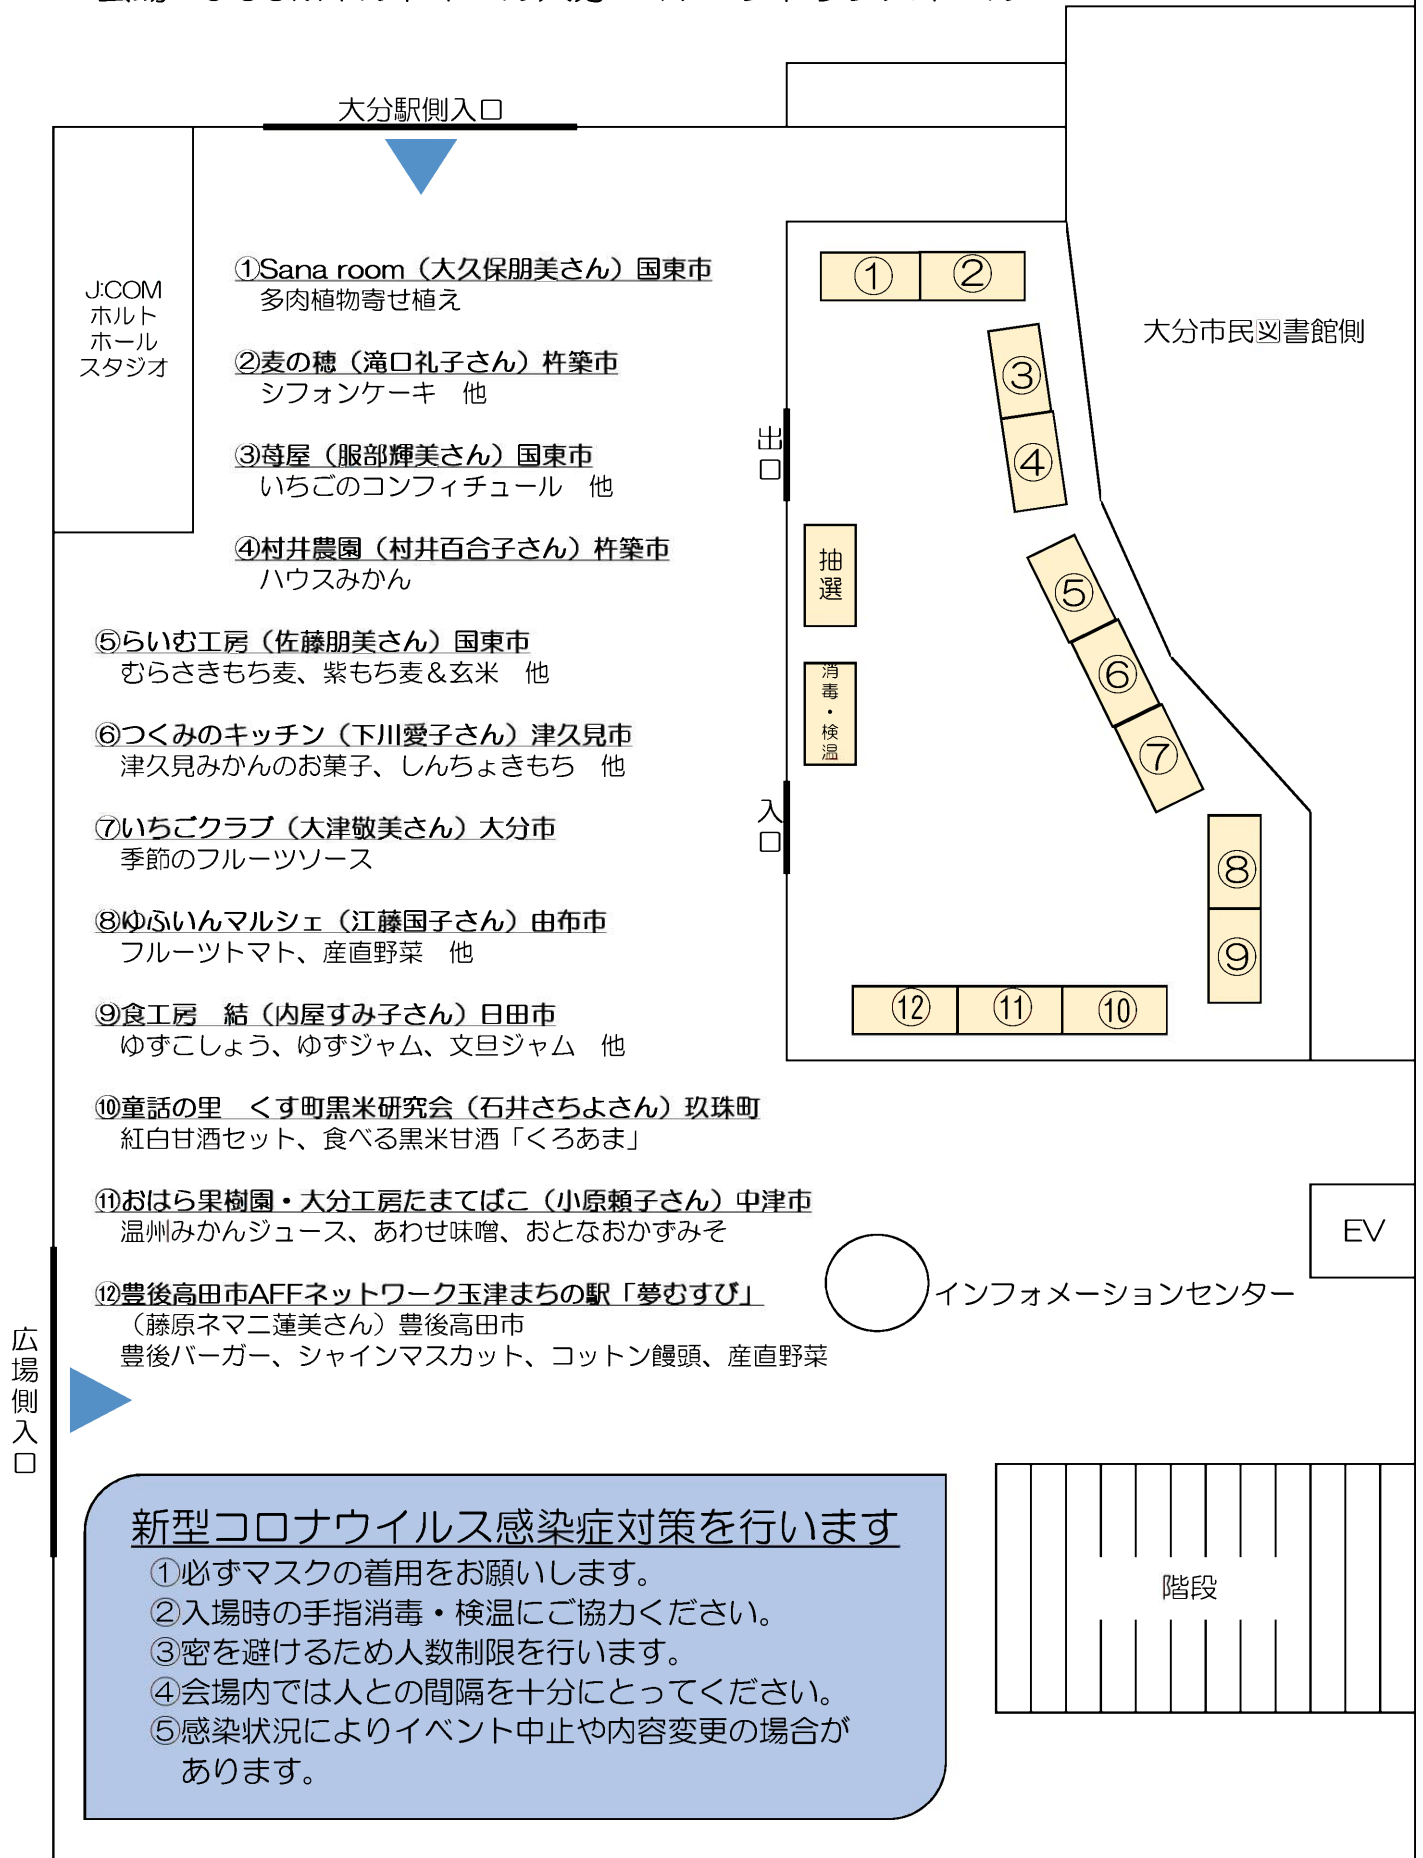 大分駅側入口
J:COM
ホルト
ホール
スタジオ
①Sana room（大久保朋美さん）国東市
多肉植物寄せ植え
②麦の穂（滝口礼子さん）杵築市
シフォンケーキ　他
③苺屋（服部輝美さん）国東市
いちごのコンフィチュール　他
④村井農園（村井百合子さん）杵築市
ハウスみかん
⑤らいむ工房（佐藤朋美さん）国東市
むらさきもち麦、紫もち麦＆玄米　他
⑥つくみのキッチン（下川愛子さん）津久見市
津久見みかんのお菓子、しんちょきもち　他
⑦いちごクラブ（大津敬美さん）大分市
季節のフルーツソース
⑧ゆふいんマルシェ（江藤国子さん）由布市
フルーツトマト、産直野菜　他
⑨食工房　結（内屋すみ子さん）日田市
ゆずこしょう、ゆずジャム、文旦ジャム　他
⑩童話の里　くす町黒米研究会（石井さちよさん）玖珠町
紅白甘酒セット、食べる黒米甘酒「くろあま」
⑪おはら果樹園・大分工房たまてばこ（小原頼子さん）中津市
温州みかんジュース、あわせ味噌、おとなおかずみそ
⑫豊後高田市AFFネットワーク玉津まちの駅「夢むすび」
（藤原ネマニ蓮美さん）豊後高田市
豊後バーガー、シャインマスカット、コットン饅頭、産直野菜
①
②
③
④
⑤
⑥
⑦
⑧
⑨
⑫
⑪
⑩
大分市民図書館側
出口
抽選
消毒・検温
入口
EV
インフォメーションセンター
広場側入口
階段
新型コロナウイルス感染症対策を行います
①必ずマスクの着用をお願いします。
②入場時の手指消毒・検温にご協力ください。
③密を避けるため人数制限を行います。
④会場内では人との間隔を十分にとってください。
⑤感染状況によりイベント中止や内容変更の場合が
あります。